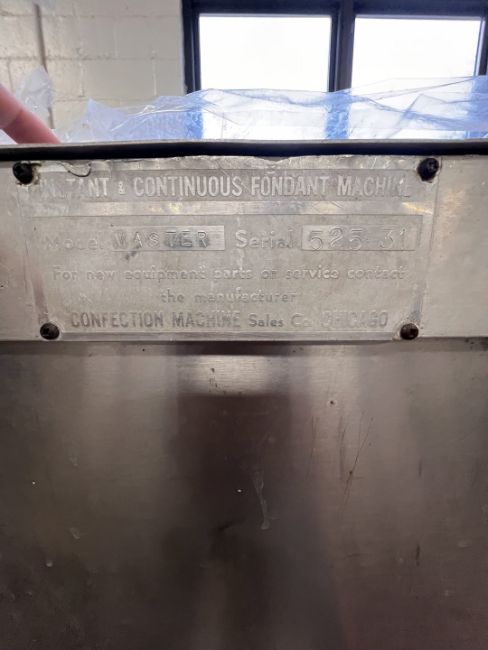 INSTANT & CONTINUOUS FONDANT MACHINE
Model MASTER Serial 525 31
For new equipment parts or service contact
the manufacturer
CONFECTION MACHINE Sales Co. CHICAGO